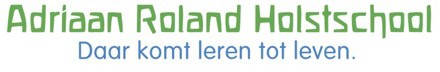 Adriaan Roland Holstschool
Daar komt leren tot leven.